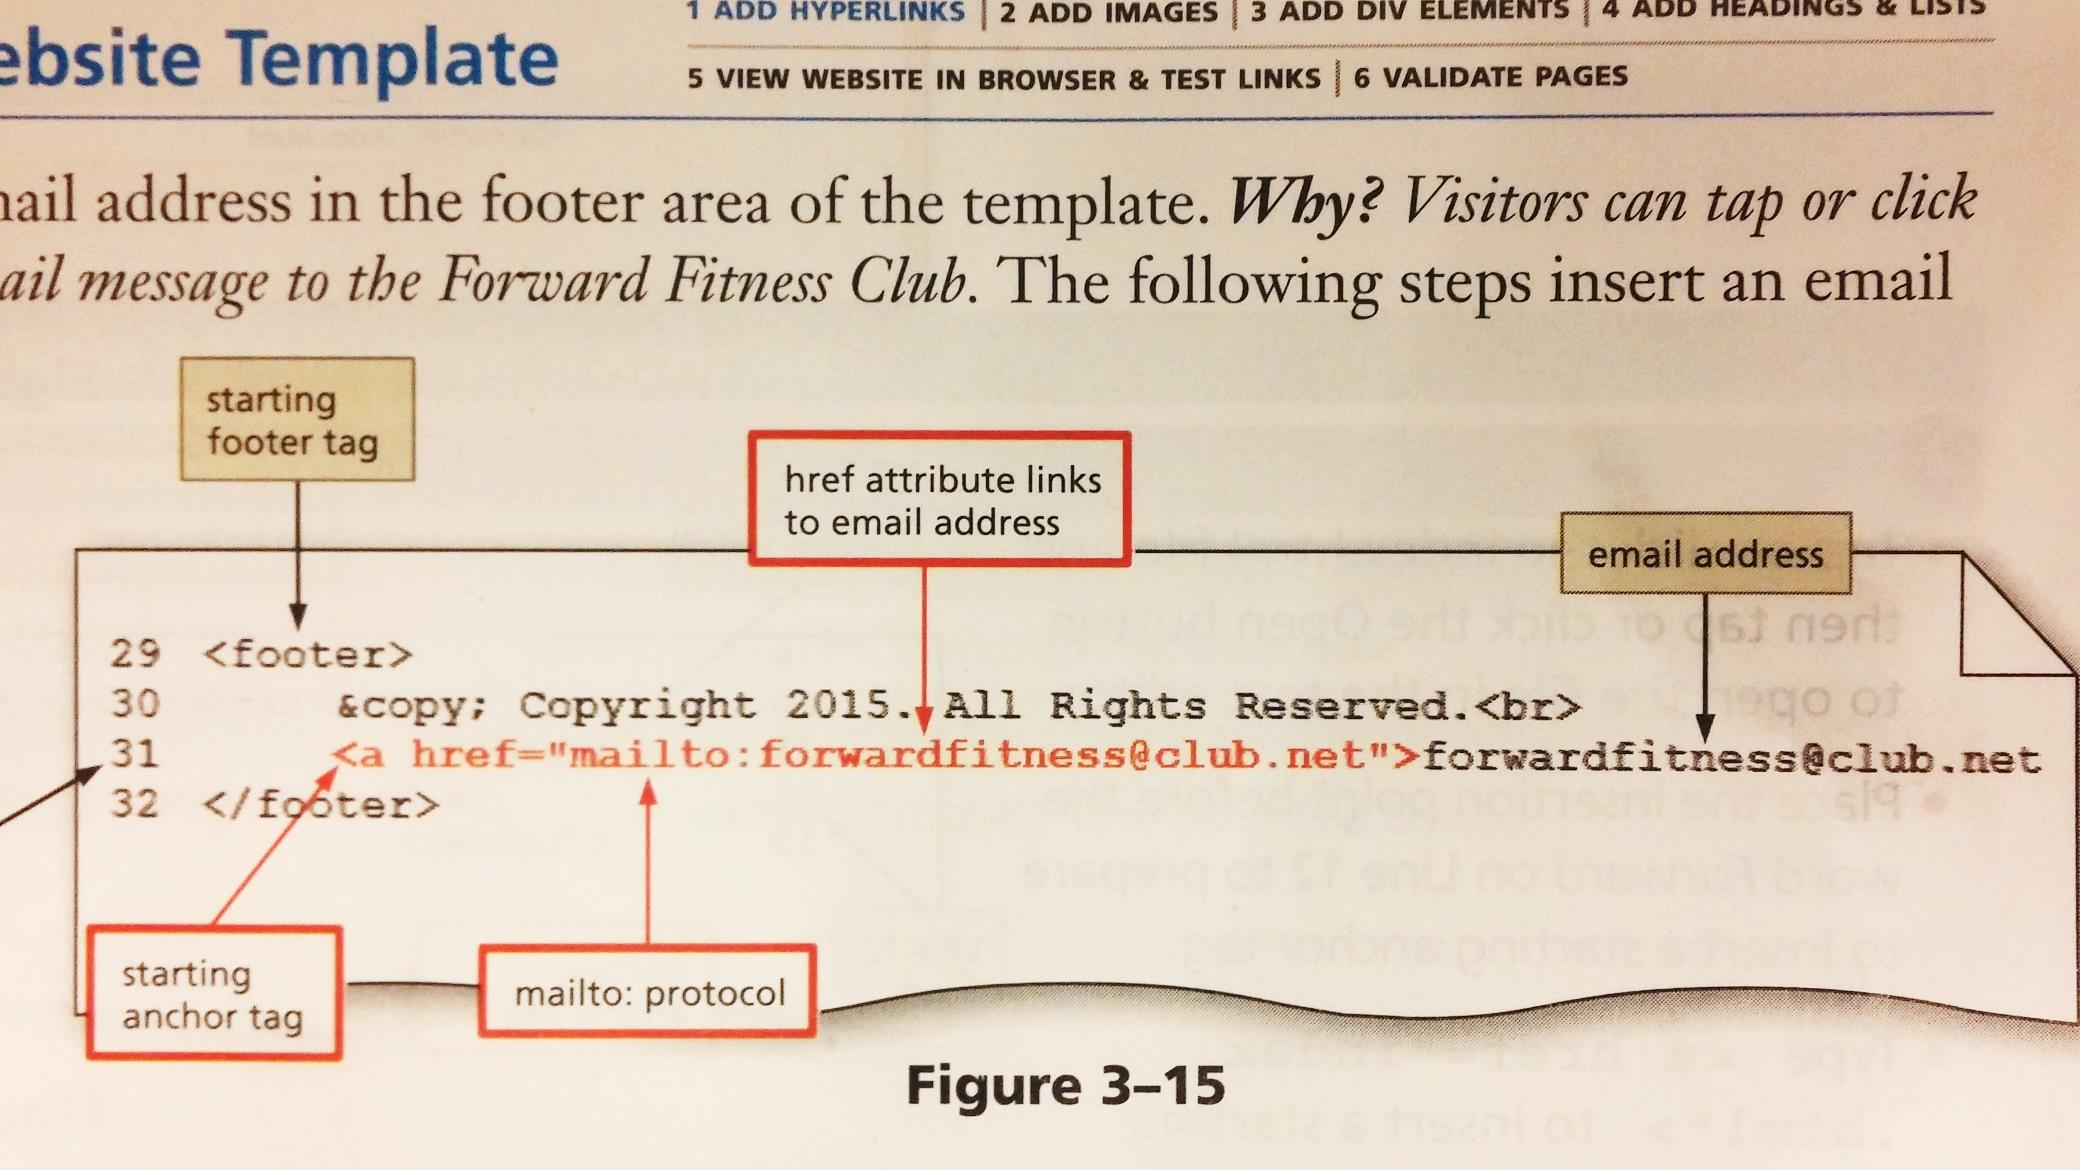 1 ADD HYPERLINKS | 2 ADD IMAGES | 3 ADD DIV ELEMENTS | 4 ADD HEADINGS & LISTS
ebsite Template
5 VIEW WEBSITE IN BROWSER & TEST LINKS | 6 VALIDATE PAGES
ail address in the footer area of the template. Why? Visitors can tap or click
ail message to the Forward Fitness Club. The following steps insert an email
starting
footer tag
href attribute links
to email address
email address
29 <footer>
30 &copy; Copyright 2015. All Rights Reserved.<br>
31 <a href="mailto:forwardfitness@club.net">forwardfitness@club.net
32 </footer>
starting
anchor tag
mailto: protocol
Figure 3–15